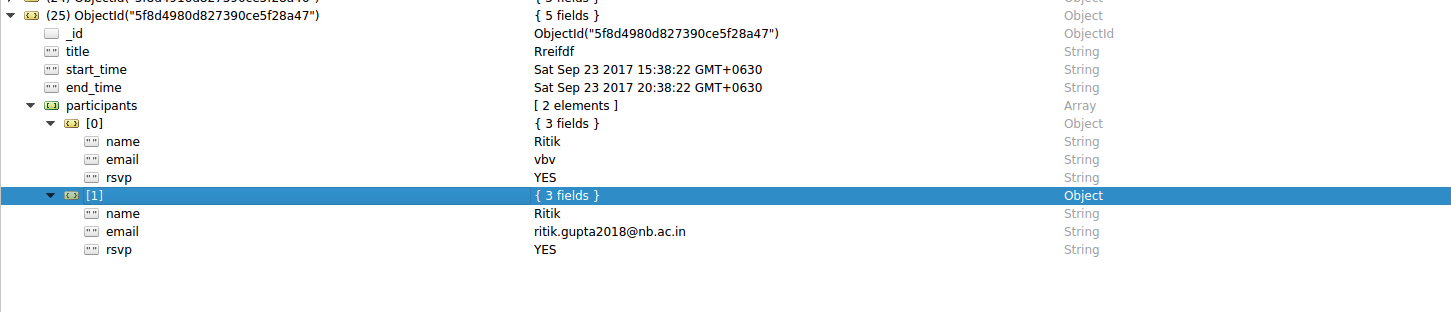 (25) ObjectId("5f8d4980d827390ce5f28a47") { 5 fields } Object
_id ObjectId("5f8d4980d827390ce5f28a47") ObjectId
title Rreifdf String
start_time Sat Sep 23 2017 15:38:22 GMT+0630 String
end_time Sat Sep 23 2017 20:38:22 GMT+0630 String
participants [ 2 elements ] Array
[0] { 3 fields } Object
name Ritik String
email vbv String
rsvp YES String
[1] { 3 fields } Object
name Ritik String
email ritik.gupta2018@nb.ac.in String
rsvp YES String